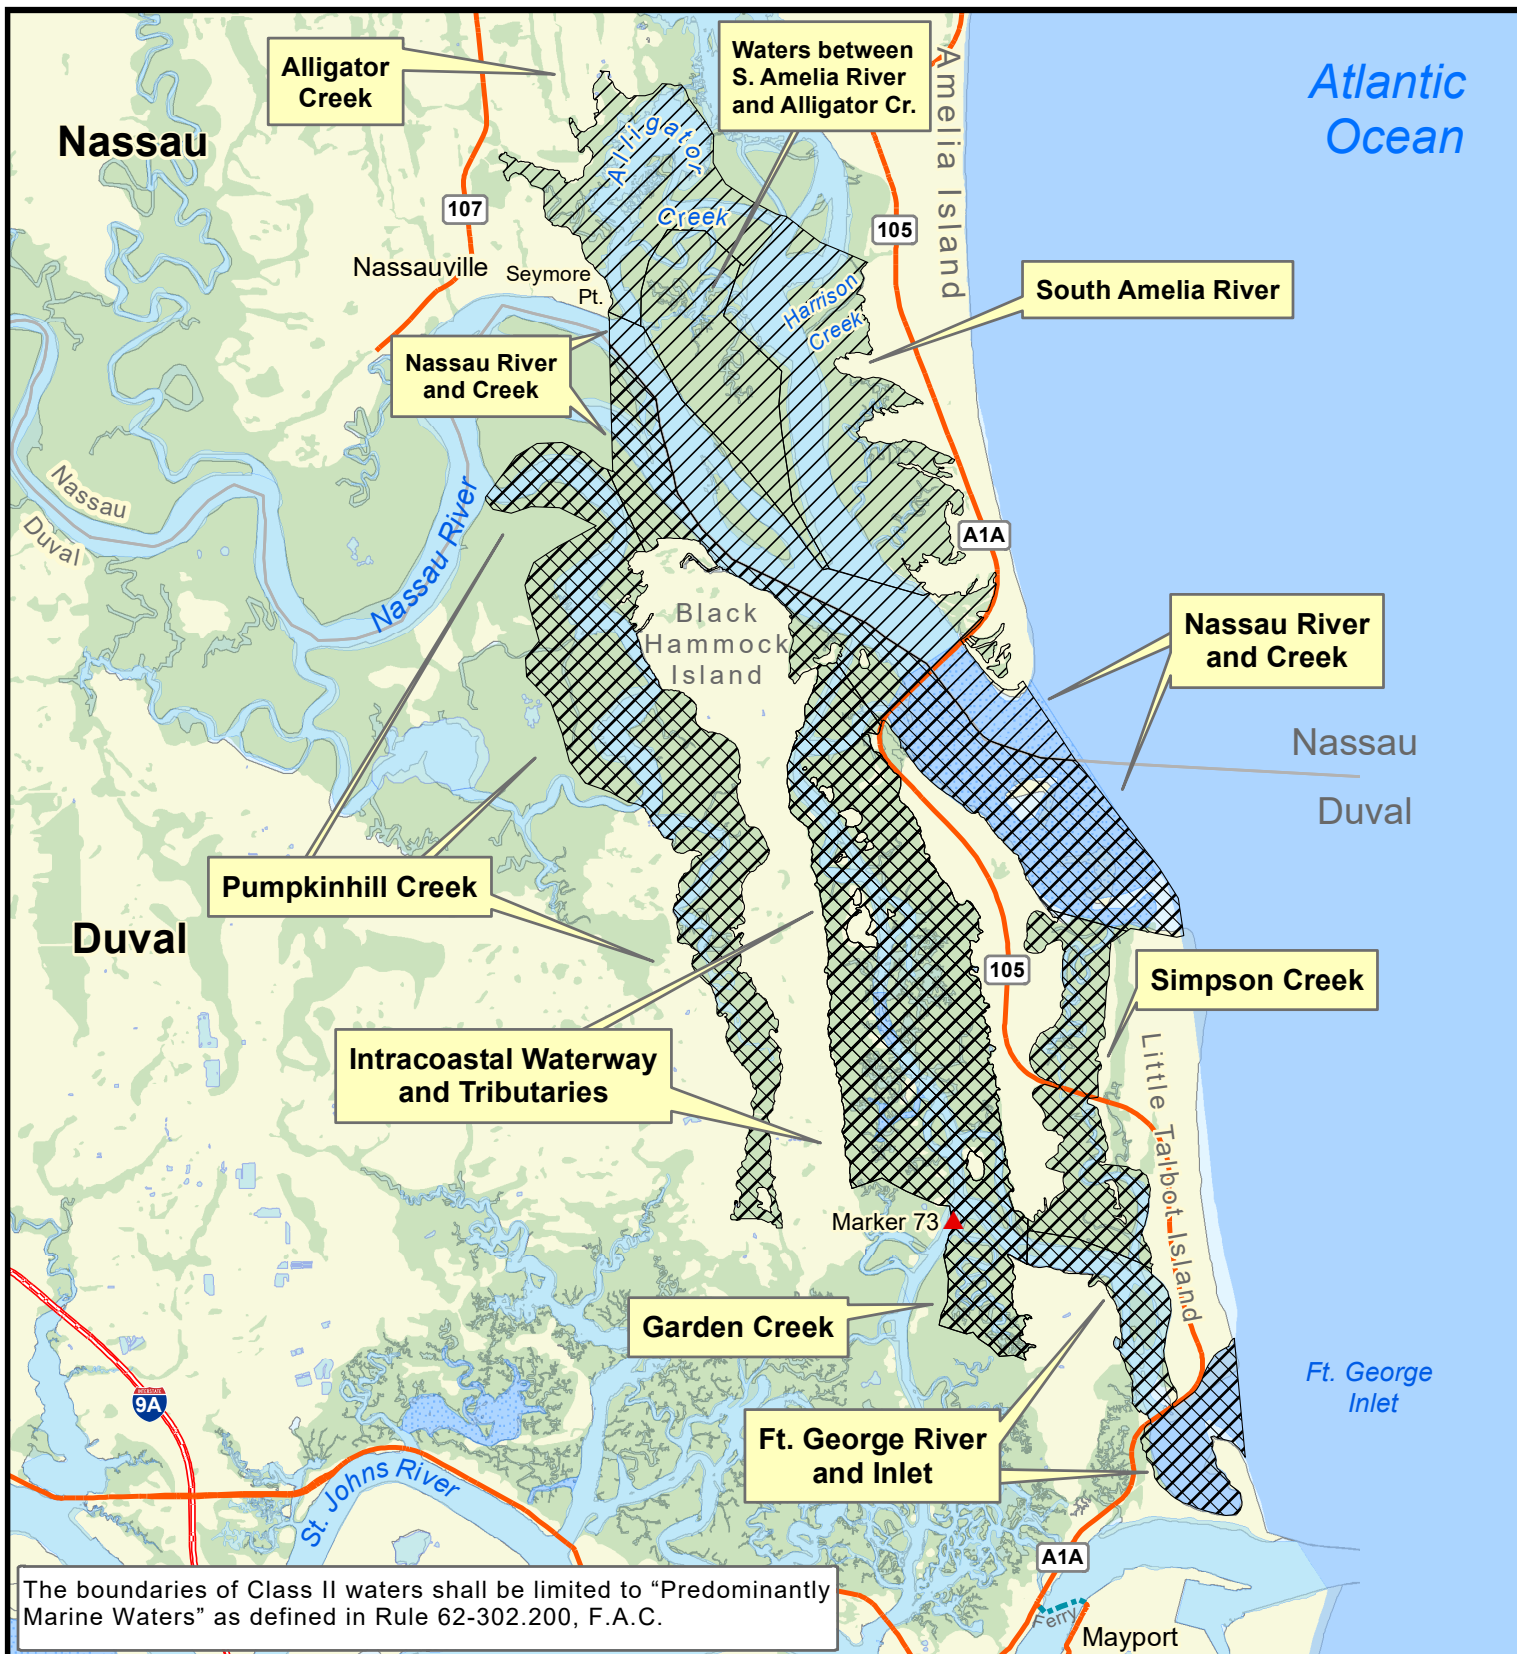 Alligator
Creek
Waters between
S. Amelia River
and Alligator Cr.
Amelia Island
Atlantic
Ocean
Nassau
Alligator
Creek
107
105
Nassauville
Seymore
Pt.
Harrison
Creek
South Amelia River
Nassau River
and Creek
Nassau
Duval
Nassau River
A1A
Black
Hammock
Island
Nassau River
and Creek
Nassau
Duval
Pumpkinhill Creek
Duval
105
Simpson Creek
Intracoastal Waterway
and Tributaries
Little Talbot Island
Marker 73
Garden Creek
INTERSTATE
9A
Ft. George
Inlet
Ft. George River
and Inlet
St. Johns River
A1A
The boundaries of Class II waters shall be limited to “Predominantly
Marine Waters” as defined in Rule 62-302.200, F.A.C.
Ferry
Mayport